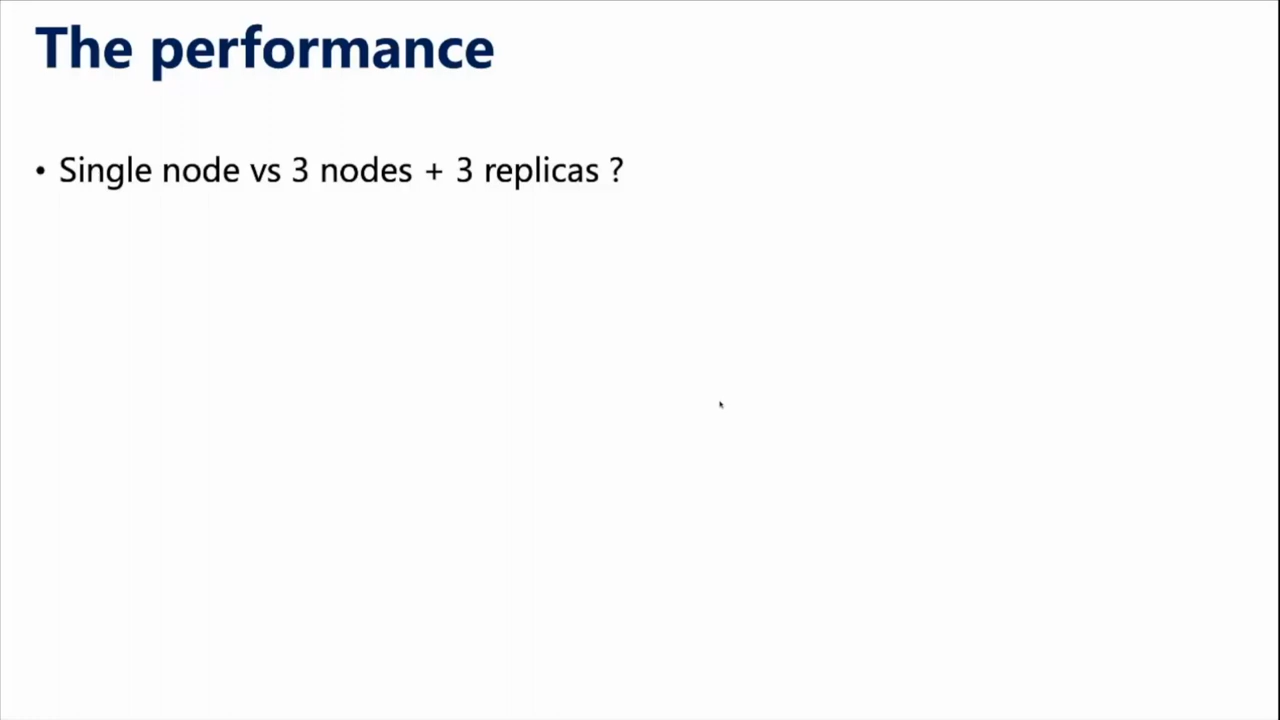 The performance
• Single node vs 3 nodes + 3 replicas ?